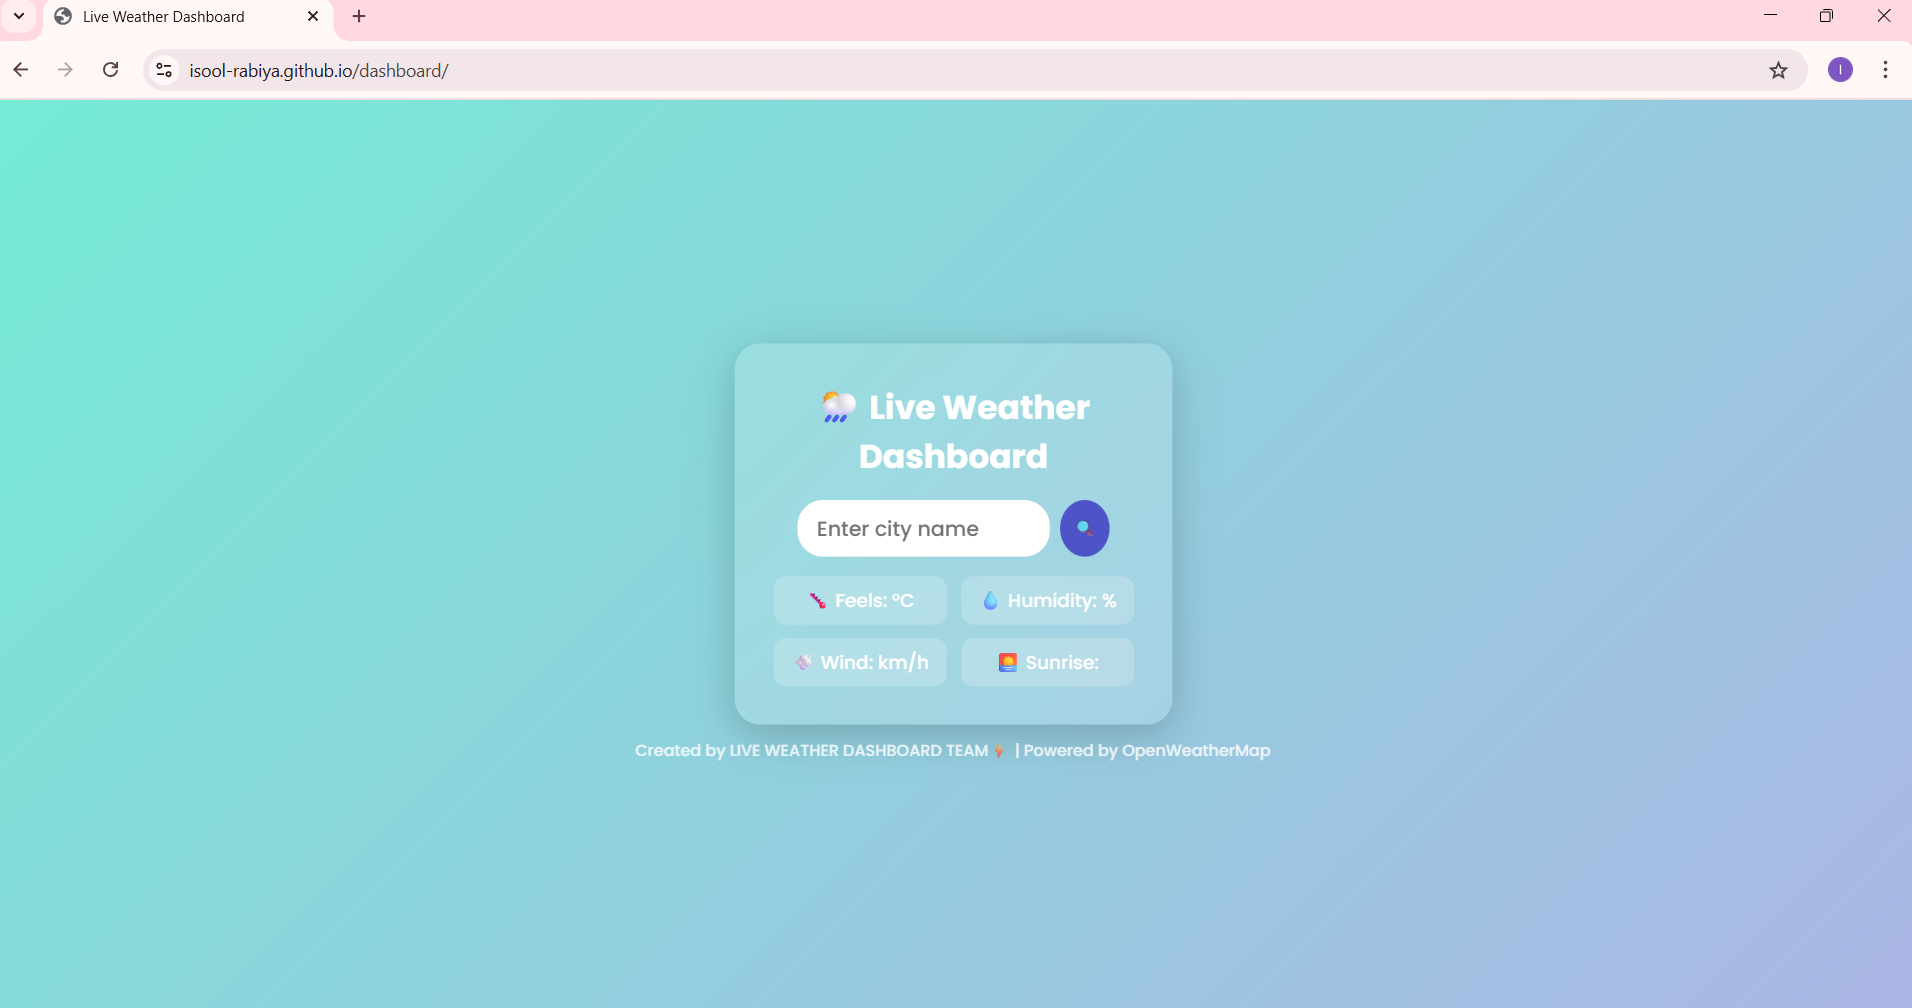 Live Weather Dashboard
isool-rabiya.github.io/dashboard/
I
Live Weather
Dashboard
Enter city name
Feels: °C
Humidity: %
Wind: km/h
Sunrise:
Created by LIVE WEATHER DASHBOARD TEAM⚡ | Powered by OpenWeatherMap